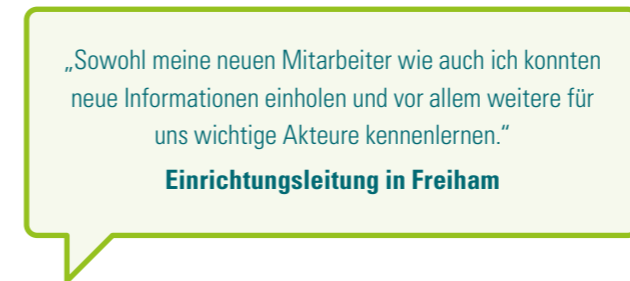 „Sowohl meine neuen Mitarbeiter wie auch ich konnten
neue Informationen einholen und vor allem weitere für
uns wichtige Akteure kennenlernen.“
Einrichtungsleitung in Freiham